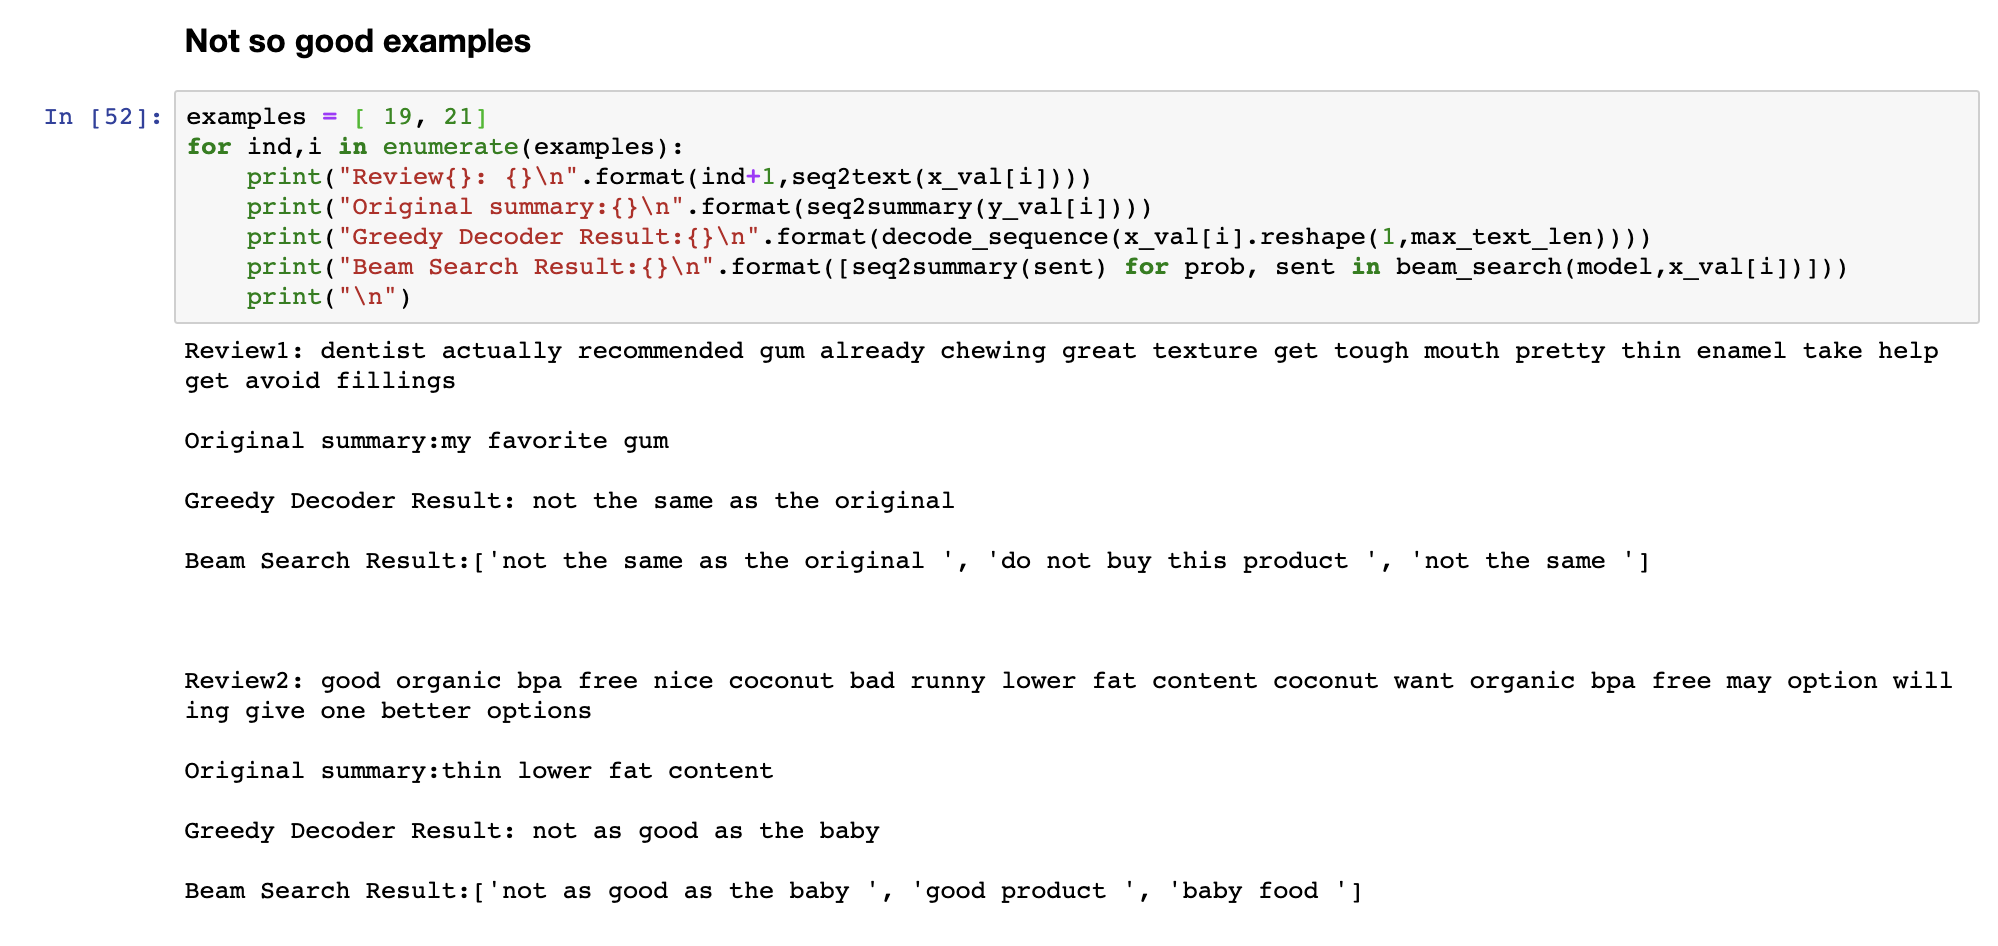 Not so good examples
In [52]: examples = [ 19, 21]
for ind,i in enumerate(examples):
    print("Review{}: {}\n".format(ind+1,seq2text(x_val[i])))
    print("Original summary:{}\n".format(seq2summary(y_val[i])))
    print("Greedy Decoder Result:{}\n".format(decode_sequence(x_val[i].reshape(1,max_text_len))))
    print("Beam Search Result:{}\n".format([seq2summary(sent) for prob, sent in beam_search(model,x_val[i])]))
    print("\n")
Review1: dentist actually recommended gum already chewing great texture get tough mouth pretty thin enamel take help
get avoid fillings
Original summary:my favorite gum
Greedy Decoder Result: not the same as the original
Beam Search Result:['not the same as the original ', 'do not buy this product ', 'not the same ']
Review2: good organic bpa free nice coconut bad runny lower fat content coconut want organic bpa free may option will
ing give one better options
Original summary:thin lower fat content
Greedy Decoder Result: not as good as the baby
Beam Search Result:['not as good as the baby ', 'good product ', 'baby food ']